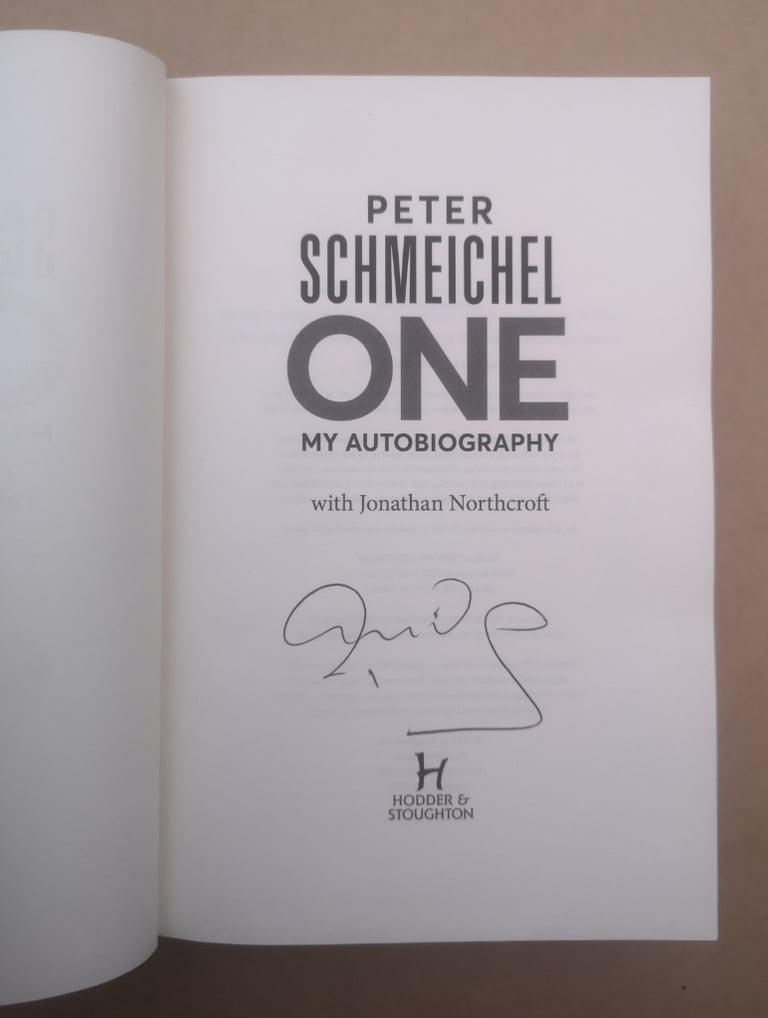 PETER
SCHMEICHEL
ONE
MY AUTOBIOGRAPHY
with Jonathan Northcroft
H
HODDER &
STOUGHTON